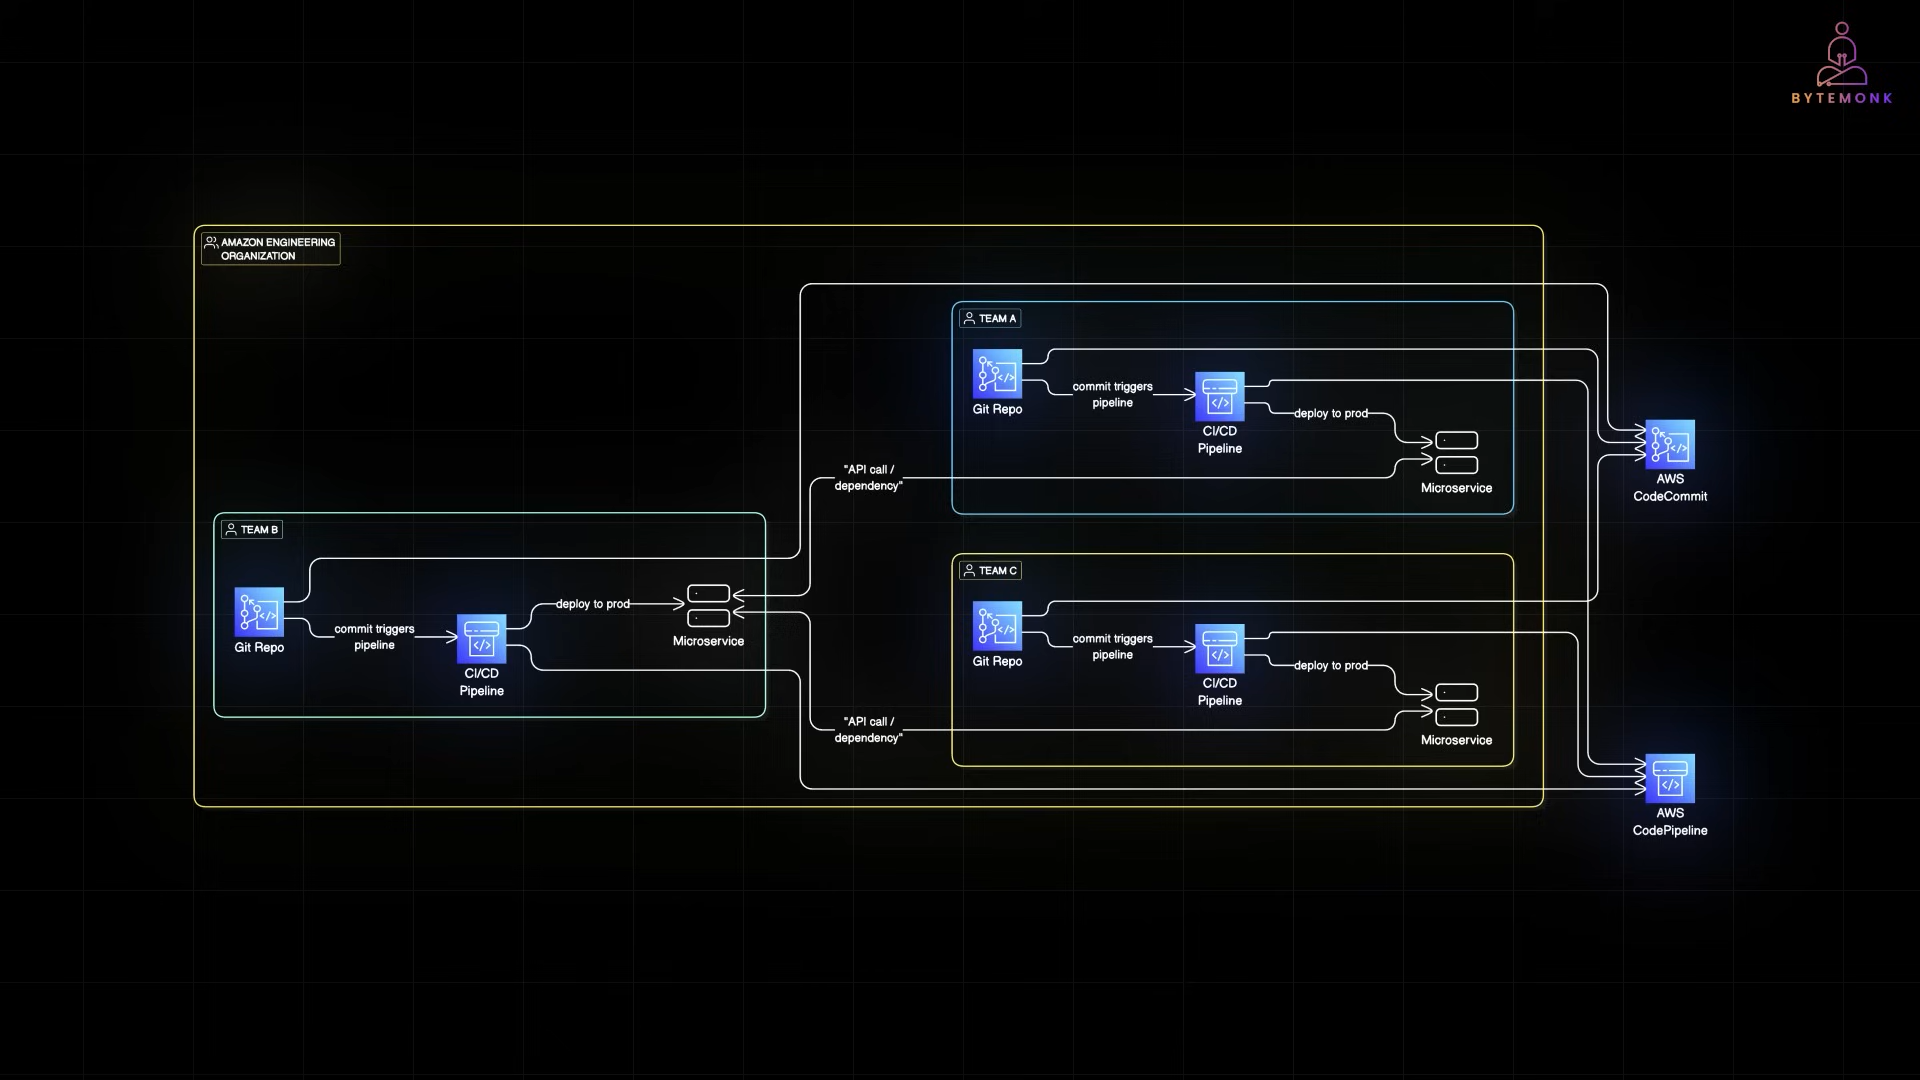 BYTEMONK
AMAZON ENGINEERING
ORGANIZATION
TEAM A
Git Repo
commit triggers
pipeline
CI/CD
Pipeline
deploy to prod
Microservice
"API call /
dependency"
AWS
CodeCommit
TEAM B
Git Repo
commit triggers
pipeline
CI/CD
Pipeline
deploy to prod
Microservice
TEAM C
Git Repo
commit triggers
pipeline
CI/CD
Pipeline
deploy to prod
Microservice
"API call /
dependency"
AWS
CodePipeline